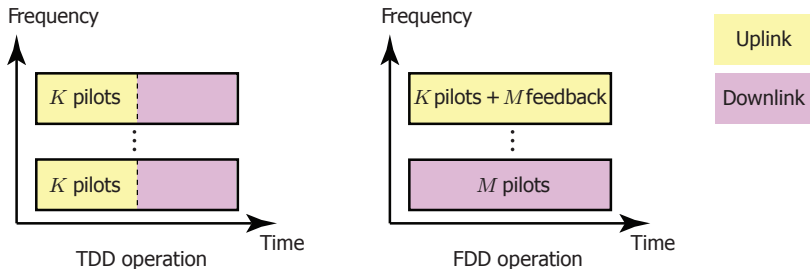 Frequency
K pilots
K pilots
Time
TDD operation
Frequency
K pilots + M feedback
M pilots
Time
FDD operation
Uplink
Downlink